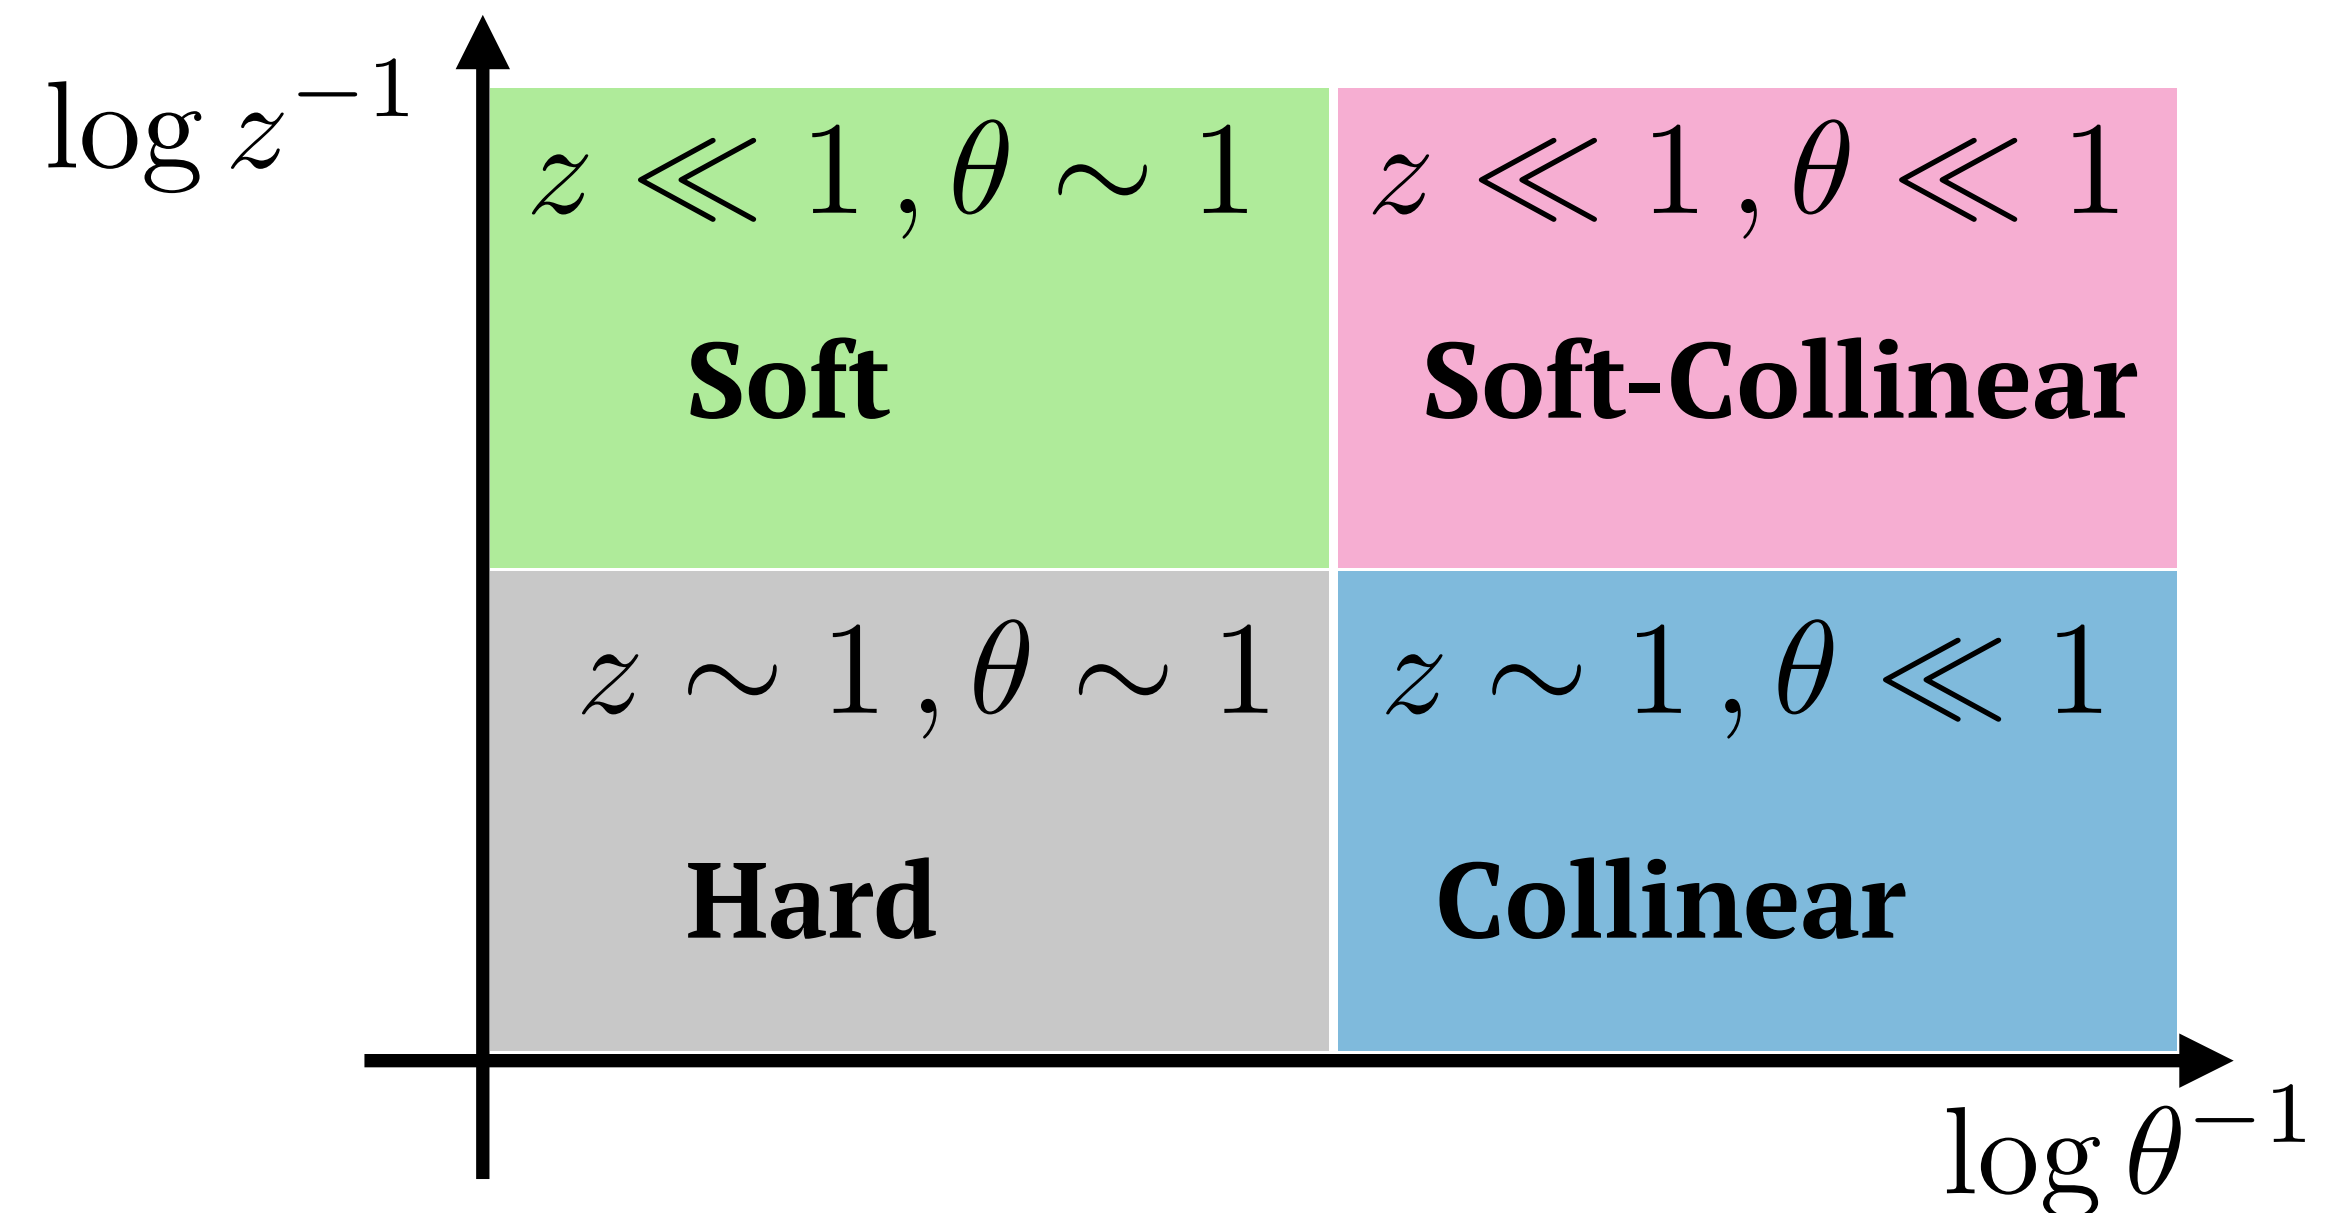 log z⁻¹
z ≪ 1 , θ ∼ 1
z ≪ 1 , θ ≪ 1
Soft
Soft-Collinear
z ∼ 1 , θ ∼ 1
z ∼ 1 , θ ≪ 1
Hard
Collinear
log θ⁻¹